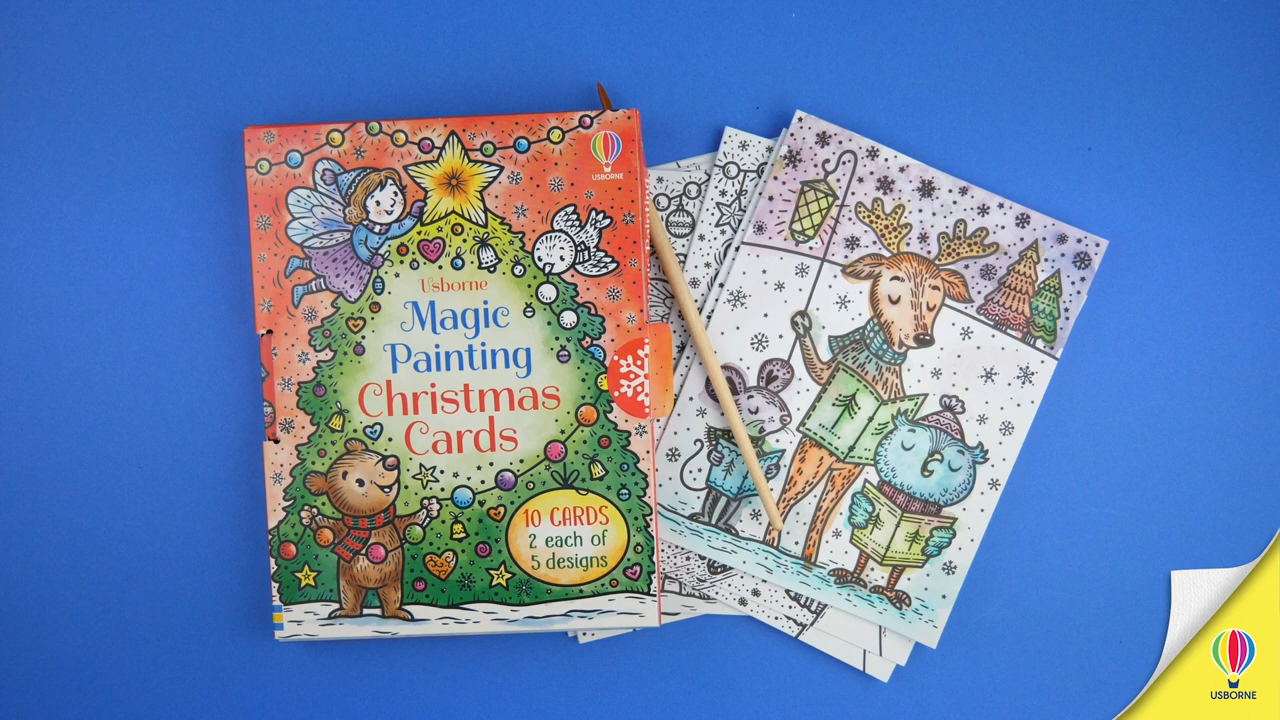 USBORNE
Usborne
Magic
Painting
Christmas
Cards
10 CARDS
2 each of
5 designs
USBORNE